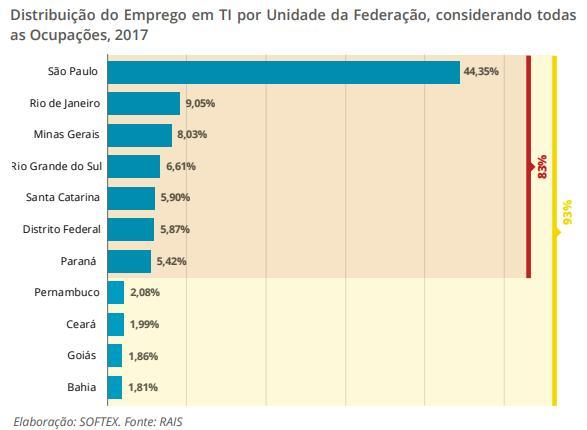 Distribuição do Emprego em TI por Unidade da Federação, considerando todas
as Ocupações, 2017
São Paulo 44,35%
Rio de Janeiro 9,05%
Minas Gerais 8,03%
Rio Grande do Sul 6,61%
Santa Catarina 5,90%
Distrito Federal 5,87%
Paraná 5,42%
Pernambuco 2,08%
Ceará 1,99%
Goiás 1,86%
Bahia 1,81%
83%
93%
Elaboração: SOFTEX. Fonte: RAIS